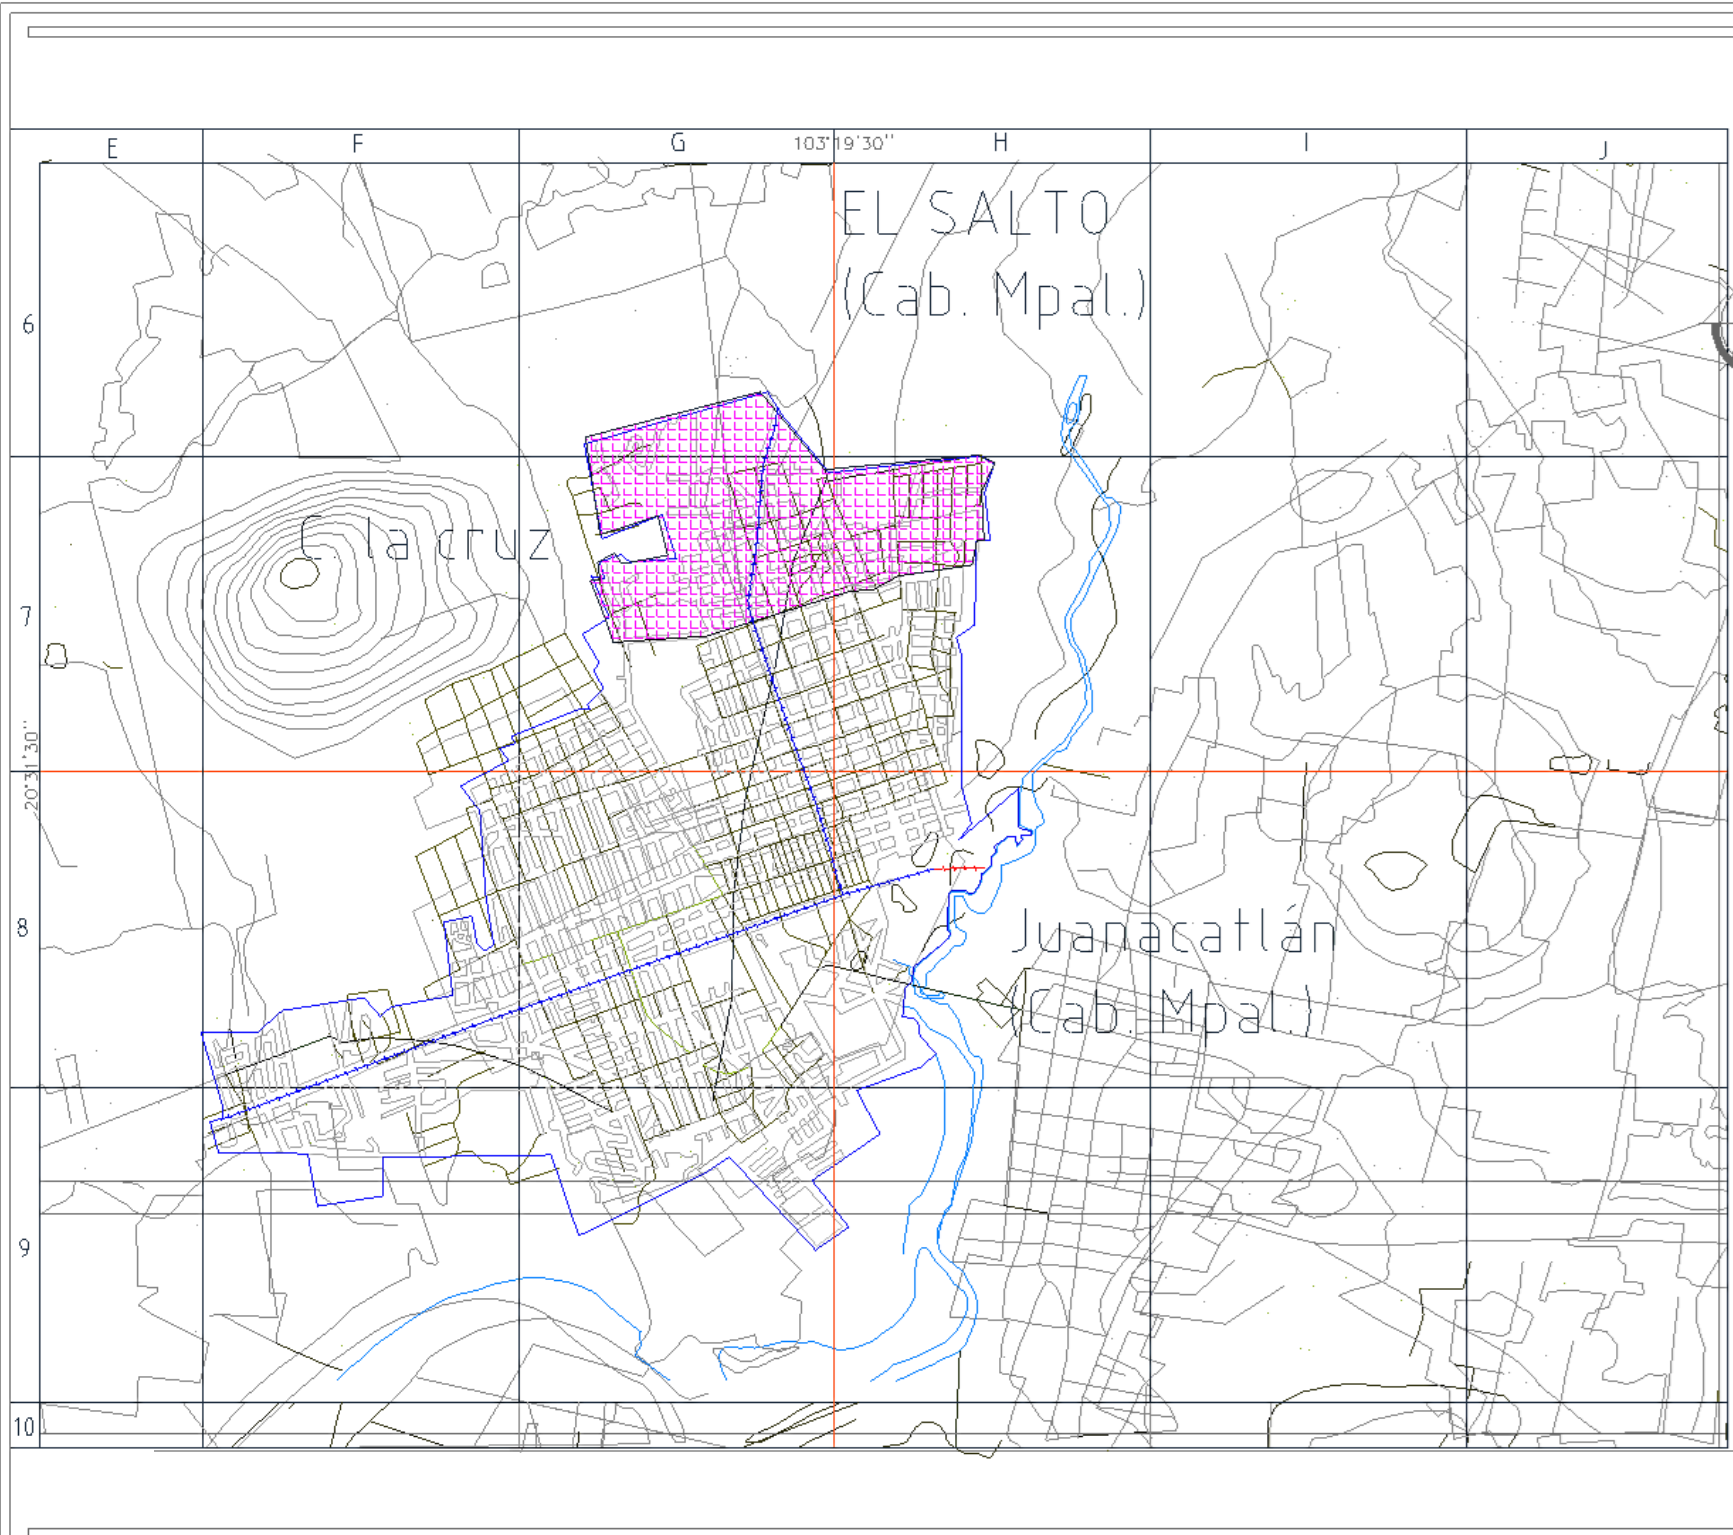 E F G 103°19'30'' H I J
EL SALTO
(Cab. Mpal.)
6
C. la cruz
7
20°31'30''
8
Juanacatlán
(Cab. Mpal.)
9
10